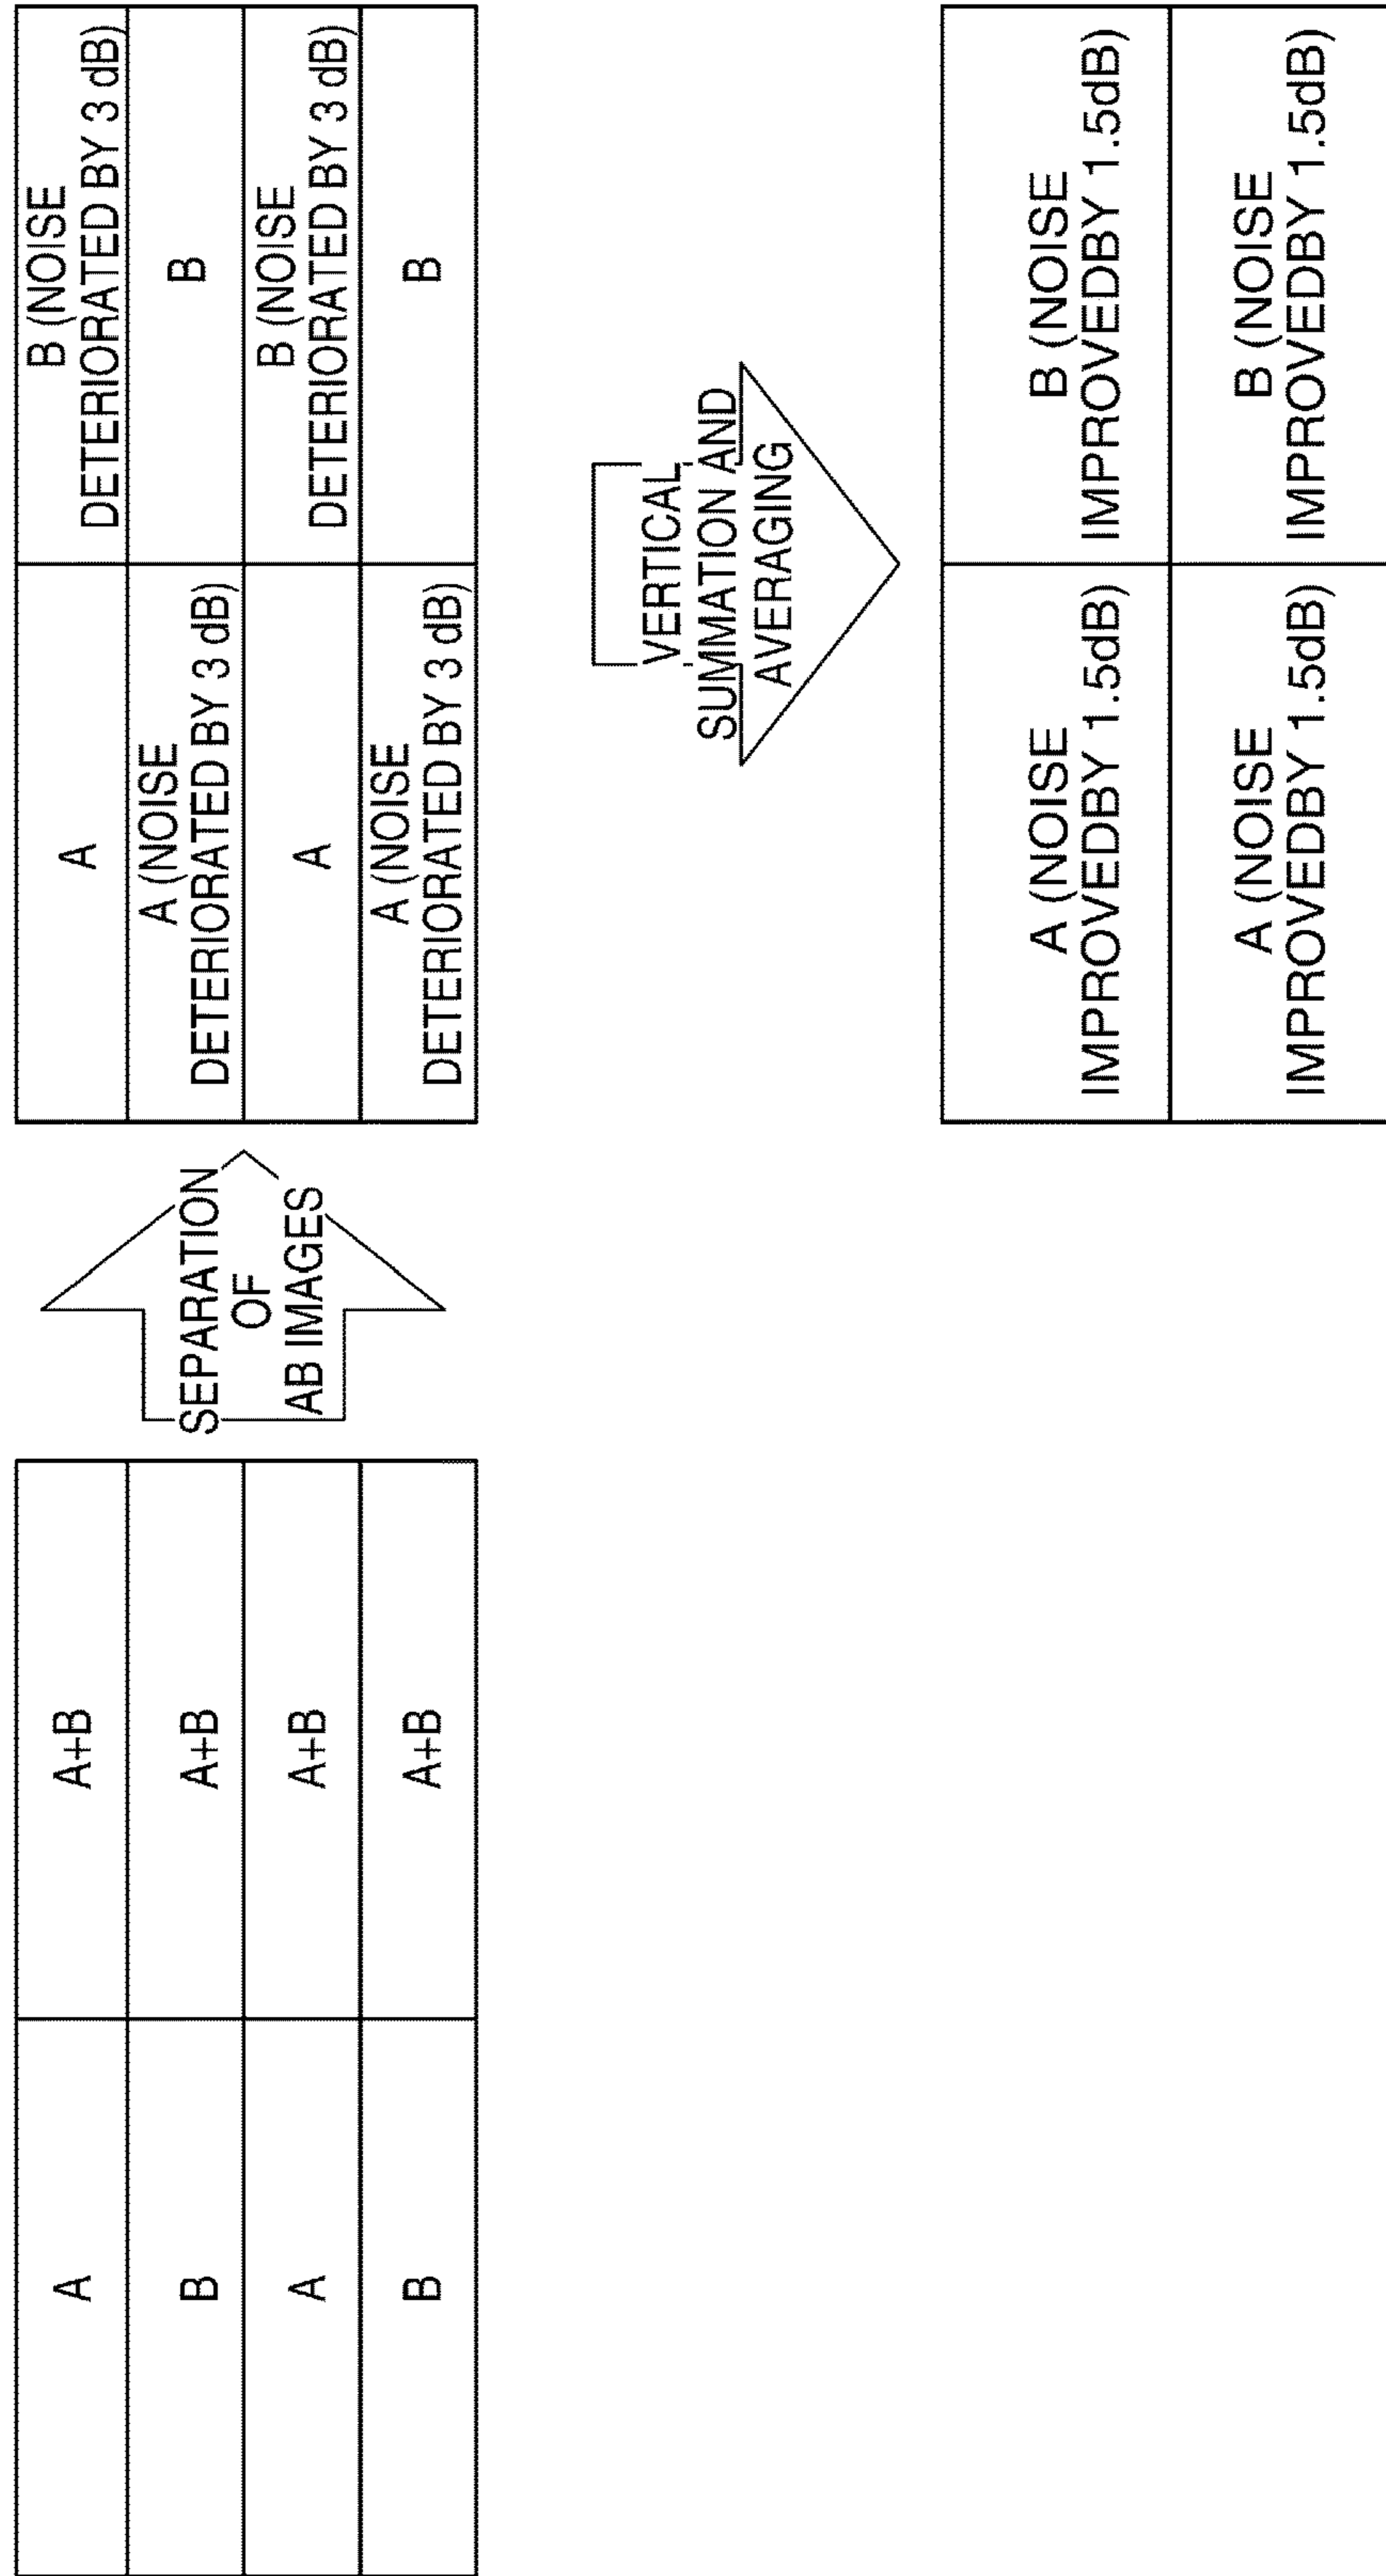 A
A+B
B
A+B
A
A+B
B
A+B
SEPARATION
OF
AB IMAGES
A
B (NOISE
DETERIORATED BY 3 dB)
A (NOISE
DETERIORATED BY 3 dB)
B
A
B (NOISE
DETERIORATED BY 3 dB)
A (NOISE
DETERIORATED BY 3 dB)
B
VERTICAL
SUMMATION AND
AVERAGING
A (NOISE
IMPROVEDBY 1.5dB)
B (NOISE
IMPROVEDBY 1.5dB)
A (NOISE
IMPROVEDBY 1.5dB)
B (NOISE
IMPROVEDBY 1.5dB)